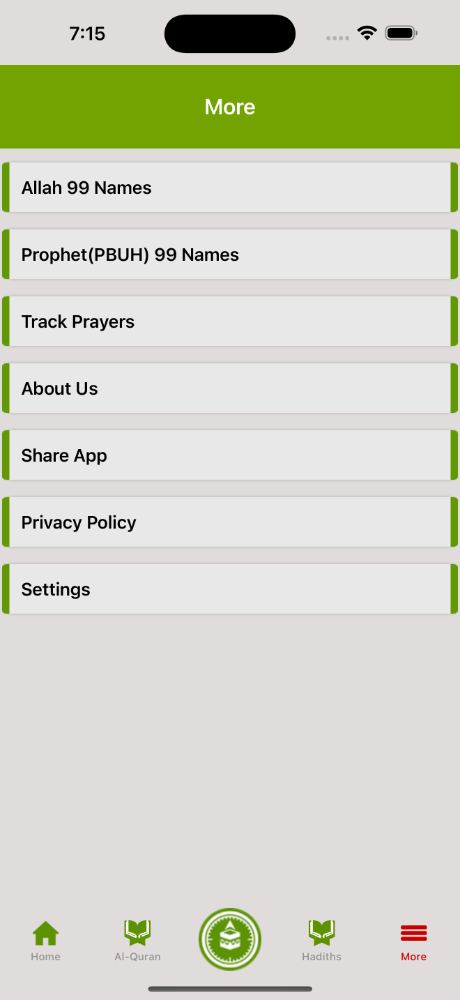 7:15
More
Allah 99 Names
Prophet(PBUH) 99 Names
Track Prayers
About Us
Share App
Privacy Policy
Settings
Home
Al-Quran
Hadiths
More